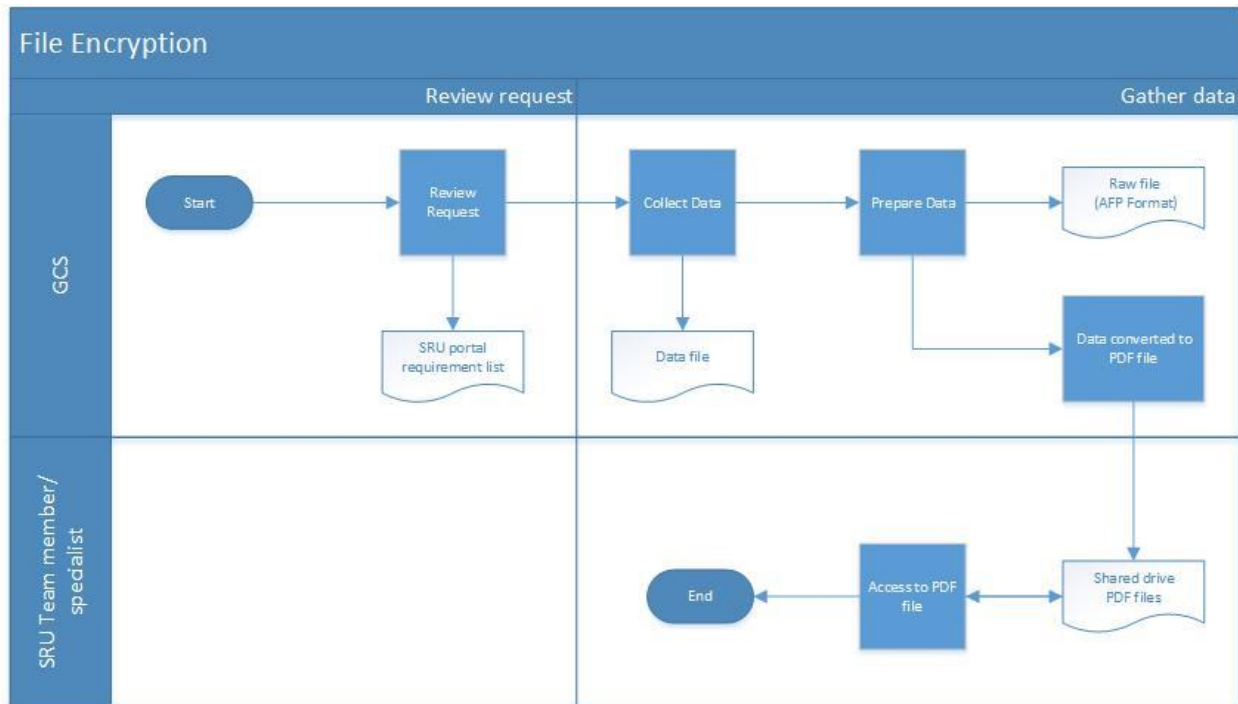 File Encryption
Review request
Gather data
GCS
Start
Review
Request
Collect Data
Prepare Data
Raw file
(AFP Format)
SRU portal
requirement list
Data file
Data converted to
PDF file
SRU Team member/
spedialist
End
Access to PDF
file
Shared drive
PDF files